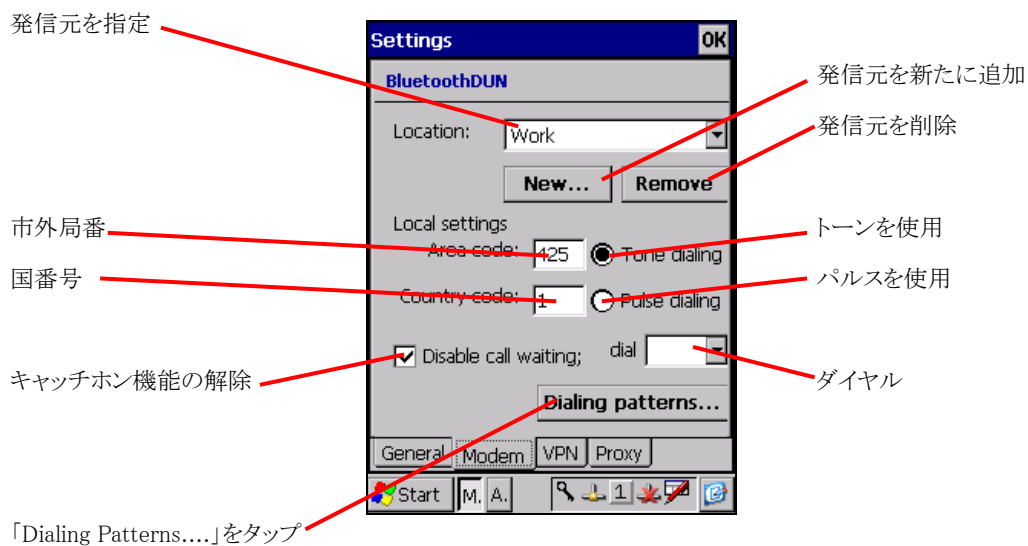 発信元を指定
Settings
OK
BluetoothDUN
発信元を新たに追加
Location:
Work
発信元を削除
New...
Remove
Local settings
市外局番
Area code:
425
Tone dialing
トーンを使用
国番号
Country code:
1
Pulse dialing
パルスを使用
キャッチホン機能の解除
Disable call waiting;
dial
ダイヤル
Dialing patterns...
General
Modem
VPN
Proxy
Start
M.
A.
1
「Dialing Patterns....」をタップ